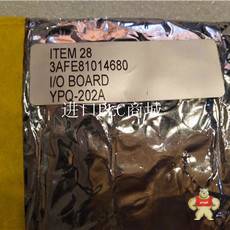 ITEM 28
3AFE81014680
I/O BOARD
YPQ-202A
进口PLC商城